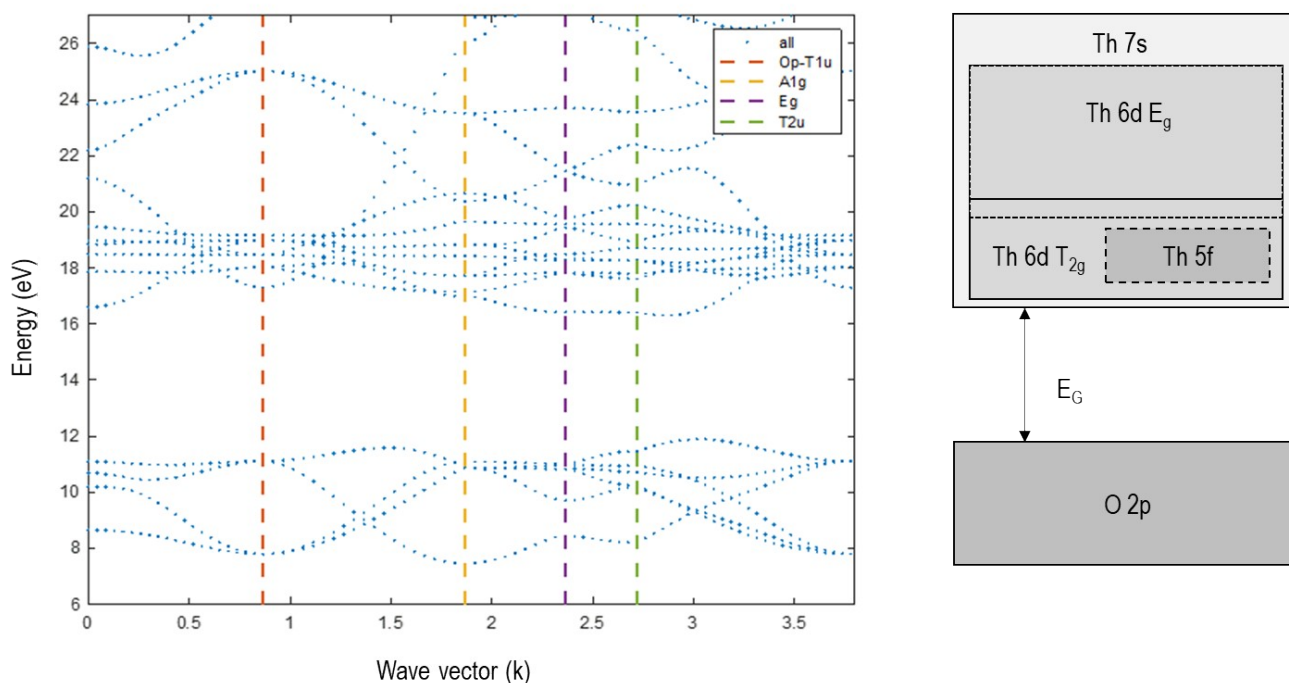 26
24
22
20
18
16
14
12
10
8
6
Energy (eV)
0
0.5
1
1.5
2
2.5
3
3.5
Wave vector (k)
all
Op-T1u
A1g
Eg
T2u
Th 7s
Th 6d Eg
Th 6d T2g
Th 5f
EG
O 2p